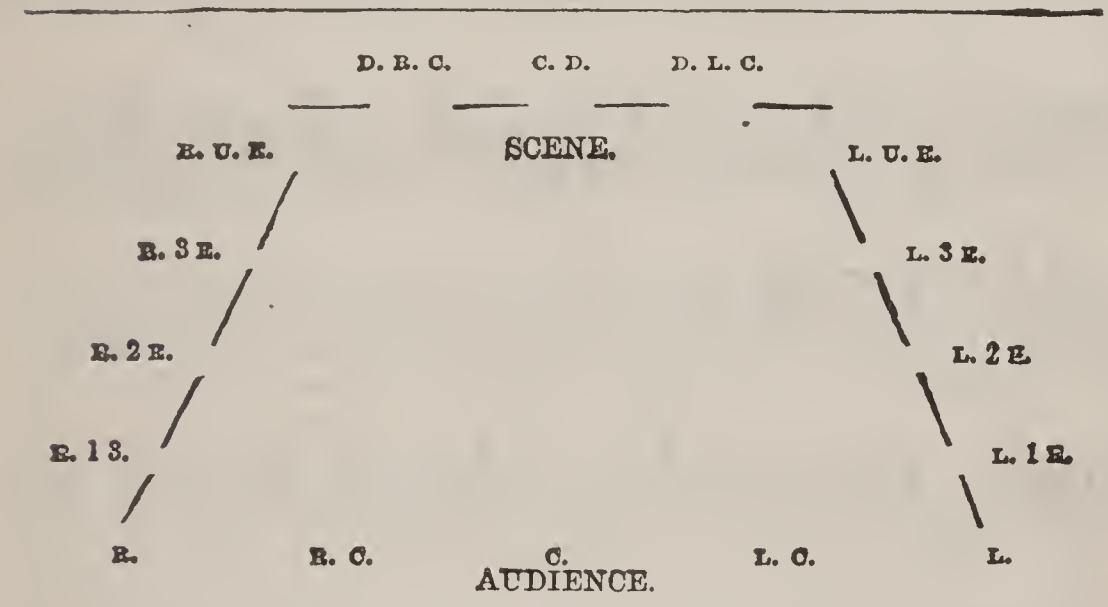 D. R. C. C. D. D. L. C.
R. U. E. SCENE. L. U. E.
R. 3 E. L. 3 E.
R. 2 E. L. 2 E.
R. 1 S. L. 1 E.
R. R. C. C. L. C. L.
AUDIENCE.